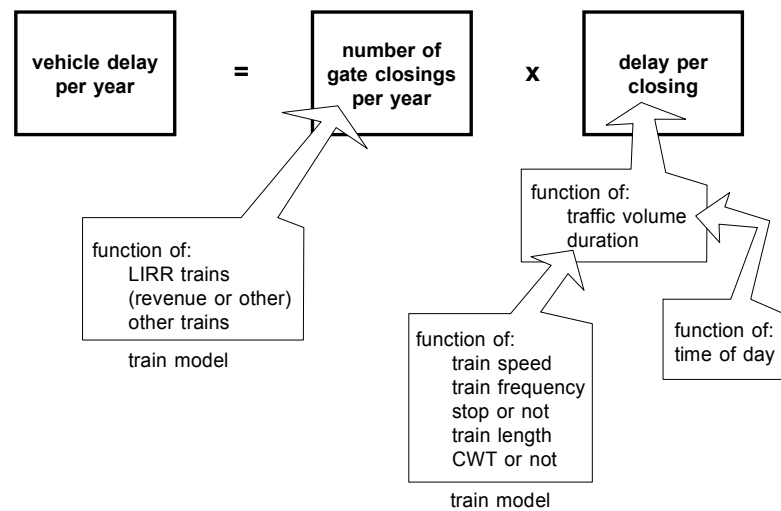 vehicle delay
per year
=
number of
gate closings
per year
x
delay per
closing
function of:
traffic volume
duration
function of:
LIRR trains
(revenue or other)
other trains
train model
function of:
train speed
train frequency
stop or not
train length
CWT or not
train model
function of:
time of day